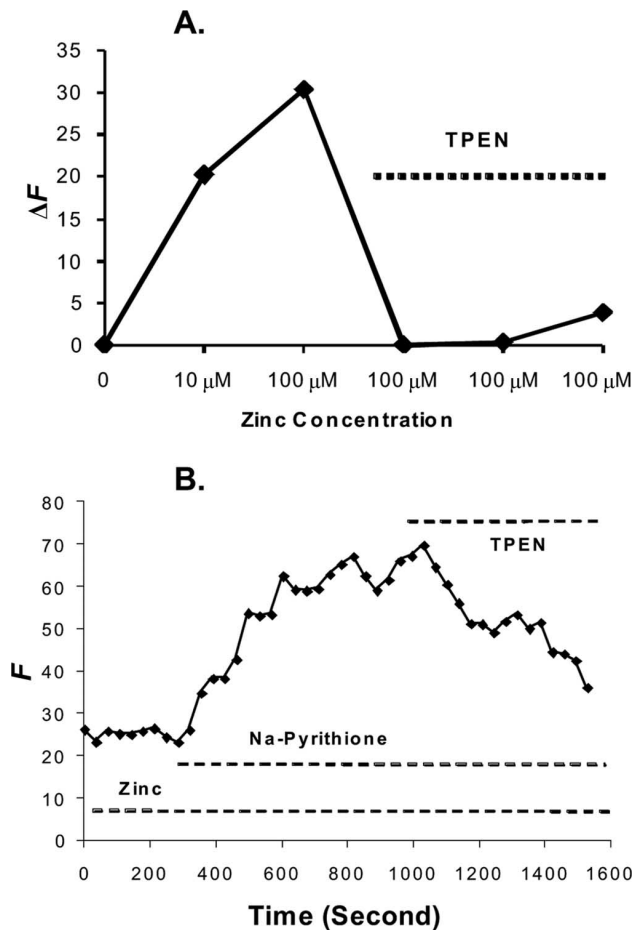 A.
35
30
25
20
15
10
5
0
ΔF
TPEN
0 10 μM 100 μM 100 μM 100 μM 100 μM
Zinc Concentration
B.
80
70
60
50
40
30
20
10
0
F
TPEN
Na-Pyrithione
Zinc
0 200 400 600 800 1000 1200 1400 1600
Time (Second)